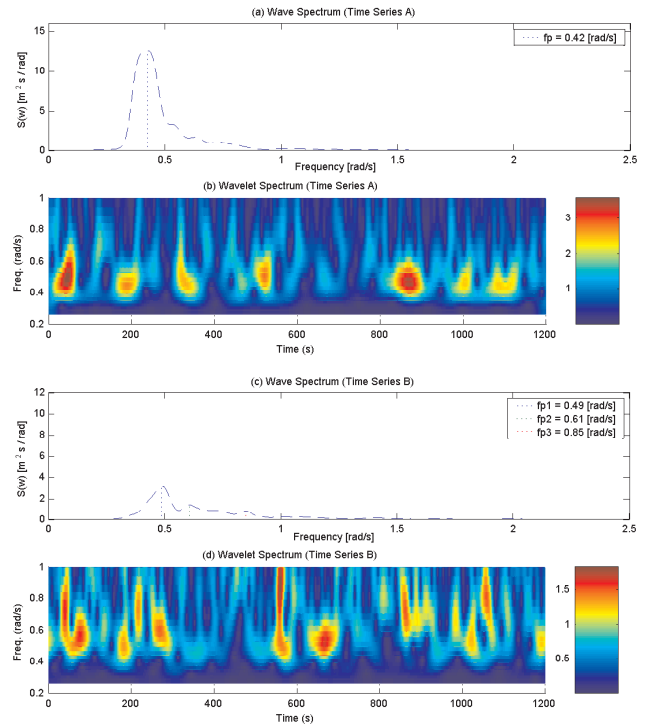 (a) Wave Spectrum (Time Series A)
15
10
5
0
S(w) [m² s / rad]
fp = 0.42 [rad/s]
0 0.5 1 1.5 2 2.5
Frequency [rad/s]
(b) Wavelet Spectrum (Time Series A)
1
0.8
0.6
0.4
0.2
Freq. (rad/s)
0 200 400 600 800 1000 1200
Time (s)
3
2
1
(c) Wave Spectrum (Time Series B)
12
10
8
6
4
2
0
S(w) [m² s / rad]
fp1 = 0.49 [rad/s]
fp2 = 0.61 [rad/s]
fp3 = 0.85 [rad/s]
0 0.5 1 1.5 2 2.5
Frequency [rad/s]
(d) Wavelet Spectrum (Time Series B)
1
0.8
0.6
0.4
0.2
Freq. (rad/s)
0 200 400 600 800 1000 1200
Time (s)
1.5
1
0.5